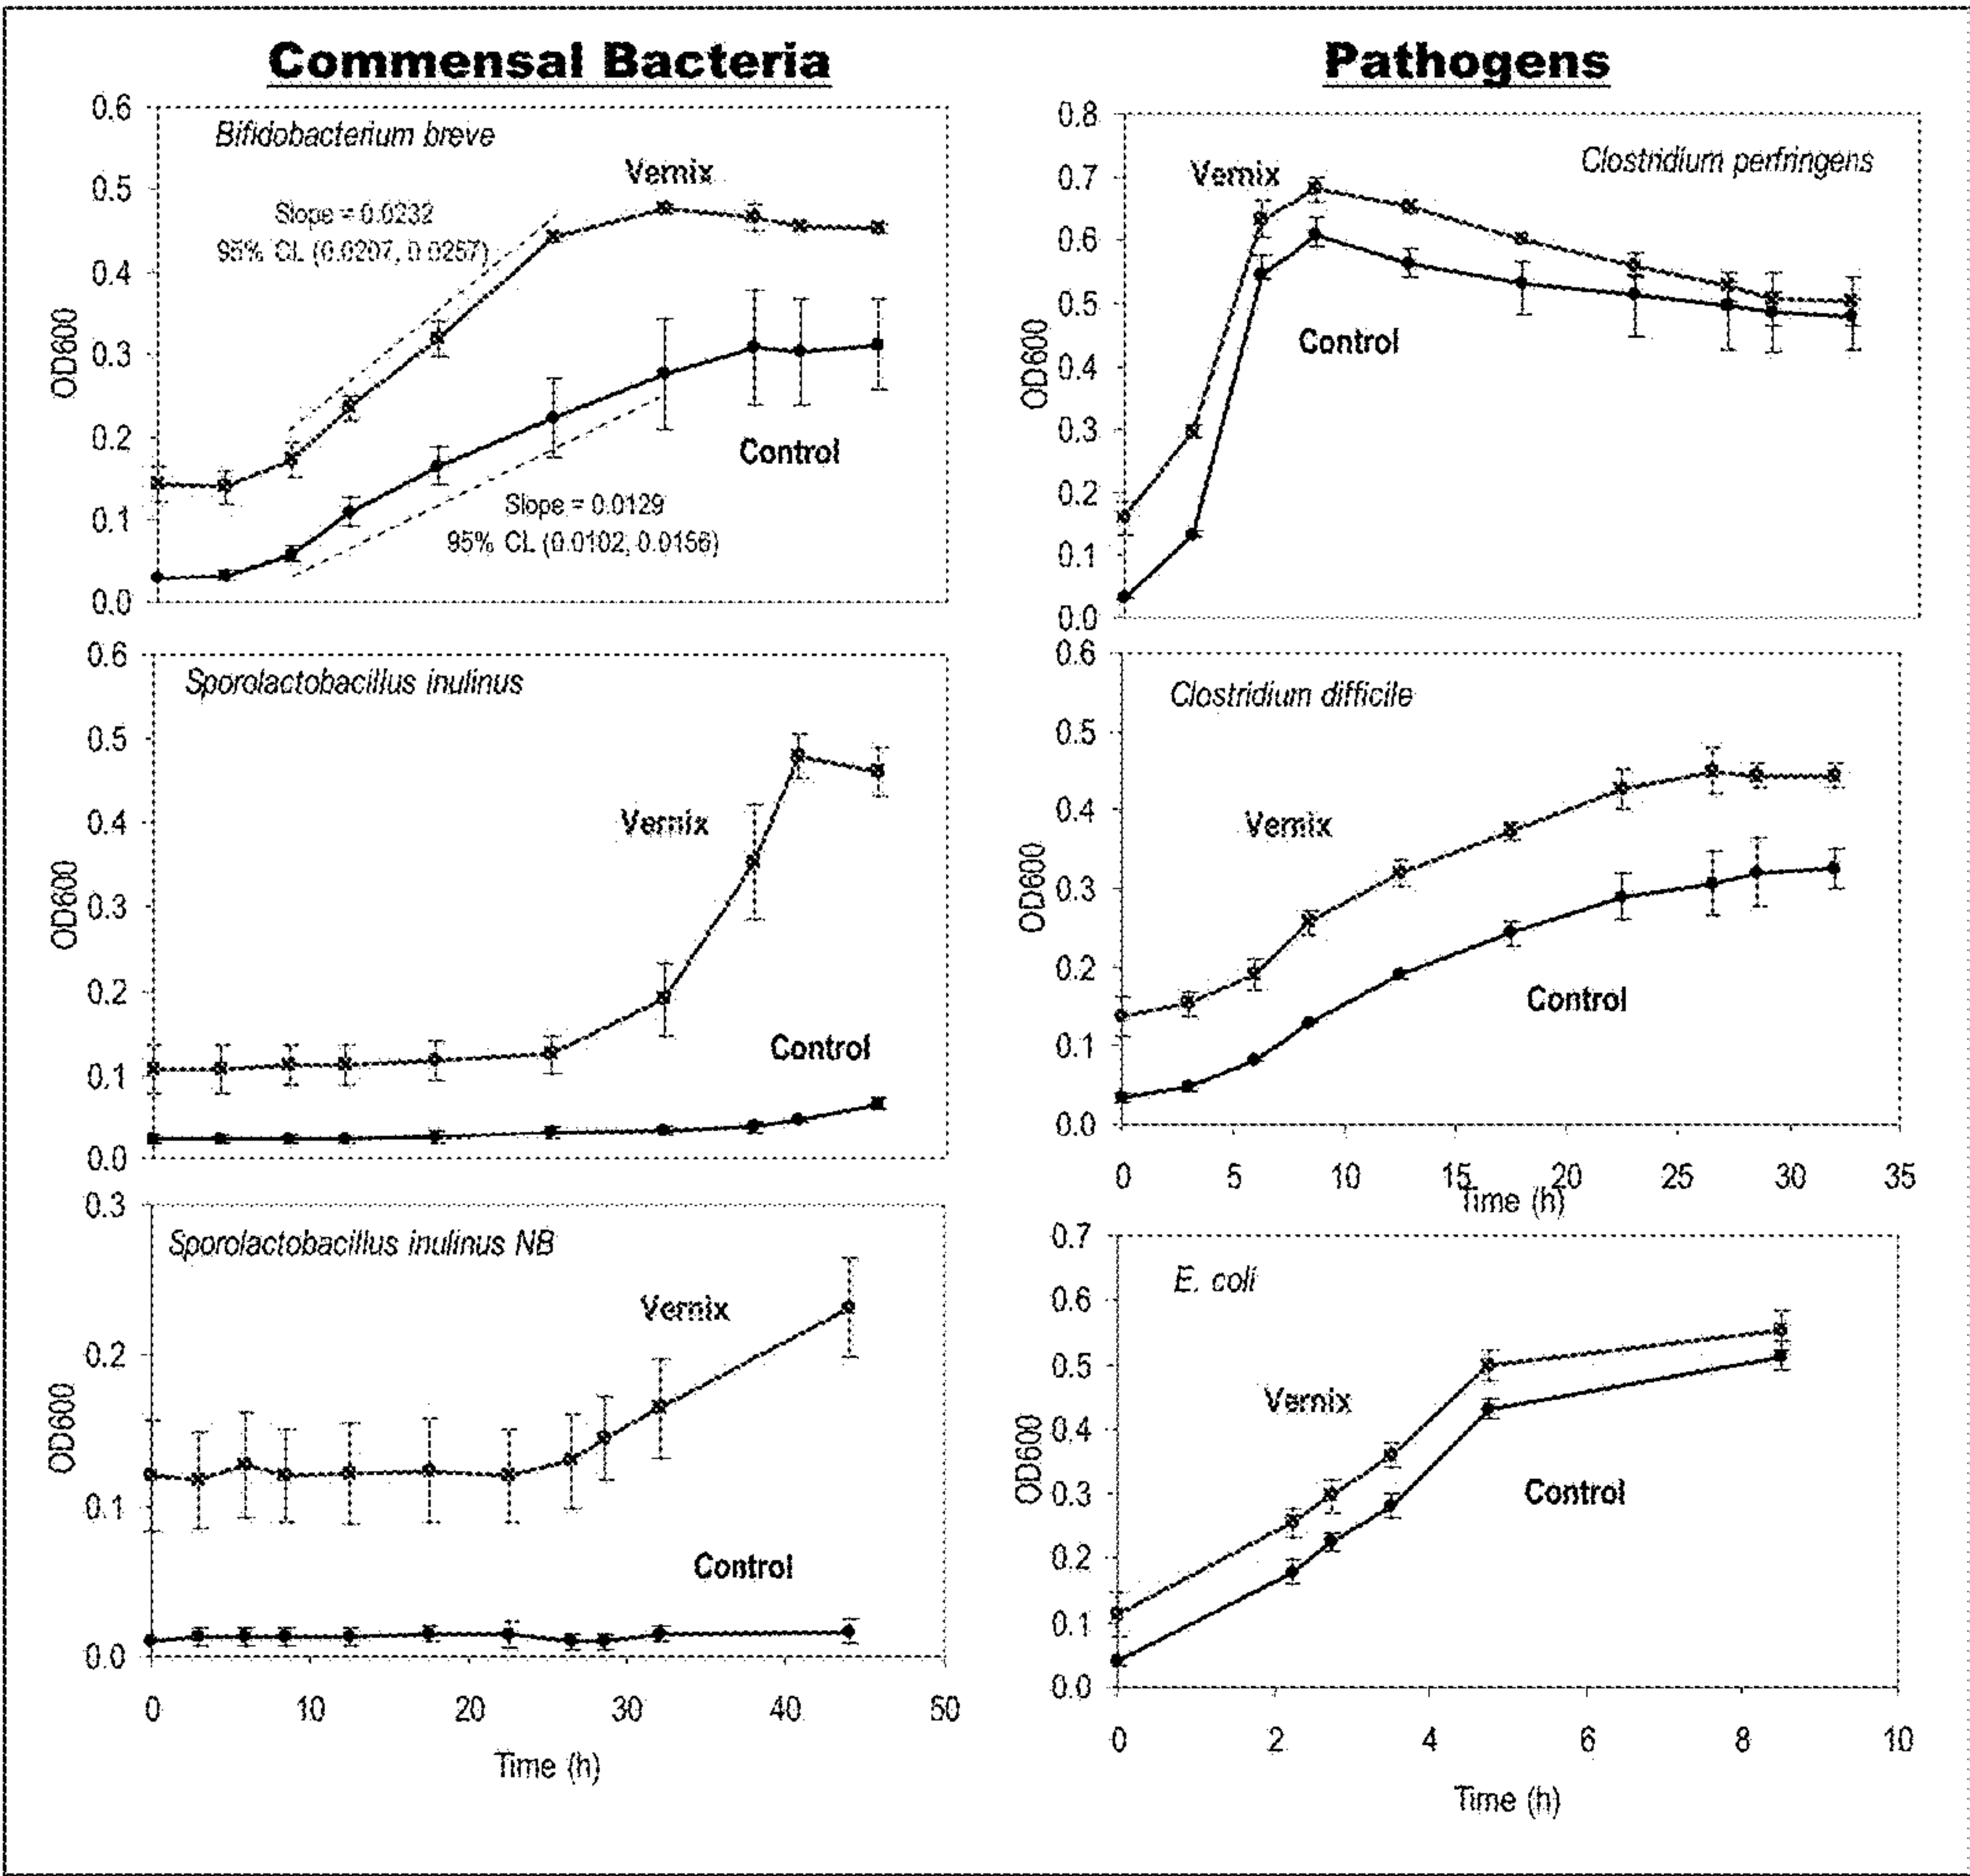 Commensal Bacteria
Pathogens
0.6
0.5
0.4
0.3
0.2
0.1
0.0
OD600
Bifidobacterium breve
Vernix
Slope = 0.0232
95% CL (0.0207, 0.0257)
Control
Slope = 0.0129
95% CL (0.0102, 0.0156)
0.8
0.7
0.6
0.5
0.4
0.3
0.2
0.1
0.0
OD600
Vernix
Clostridium perfringens
Control
0.6
0.5
0.4
0.3
0.2
0.1
0.0
OD600
Sporolactobacillus inulinus
Vernix
Control
0.6
0.5
0.4
0.3
0.2
0.1
0.0
OD600
Clostridium difficile
Vernix
Control
0 5 10 15 20 25 30 35
Time (h)
0.3
0.2
0.1
0.0
OD600
Sporolactobacillus inulinus NB
Vernix
Control
0 10 20 30 40 50
Time (h)
0.7
0.6
0.5
0.4
0.3
0.2
0.1
0.0
OD600
E. coli
Vernix
Control
0 2 4 6 8 10
Time (h)